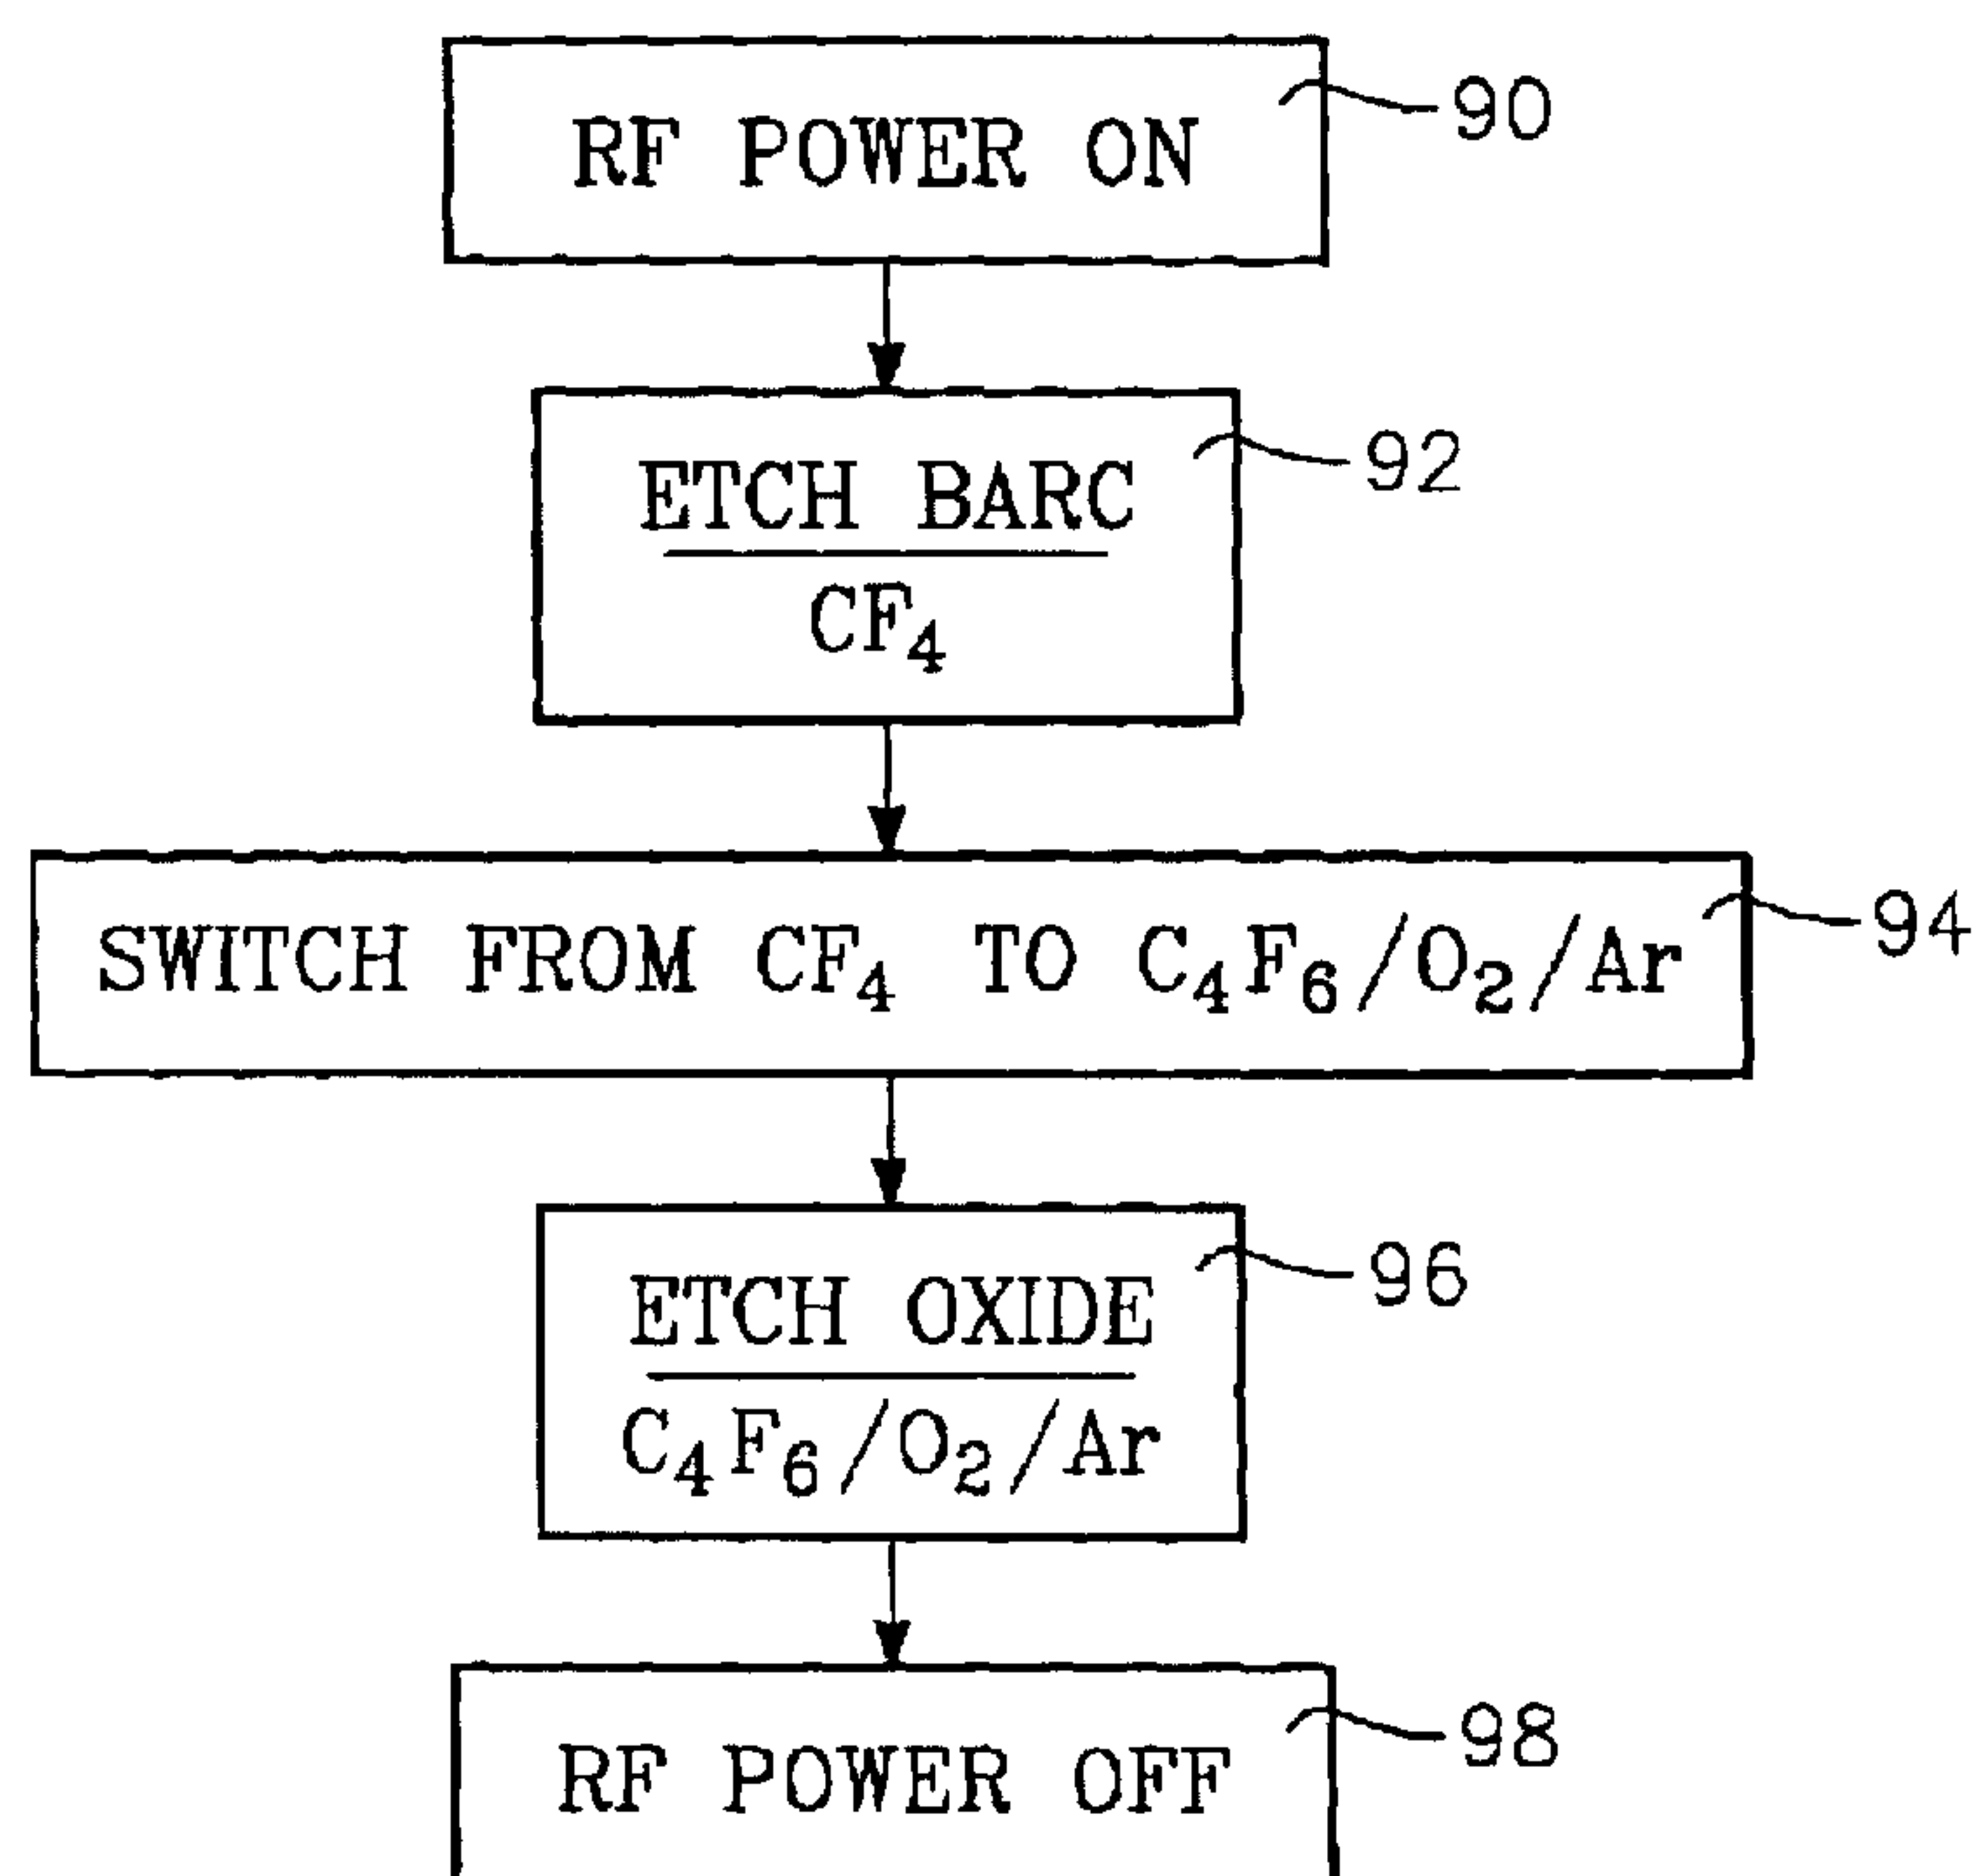 RF POWER ON
90
ETCH BARC
CF₄
92
SWITCH FROM CF₄ TO C₄F₆/O₂/Ar
94
ETCH OXIDE
C₄F₆/O₂/Ar
96
RF POWER OFF
98